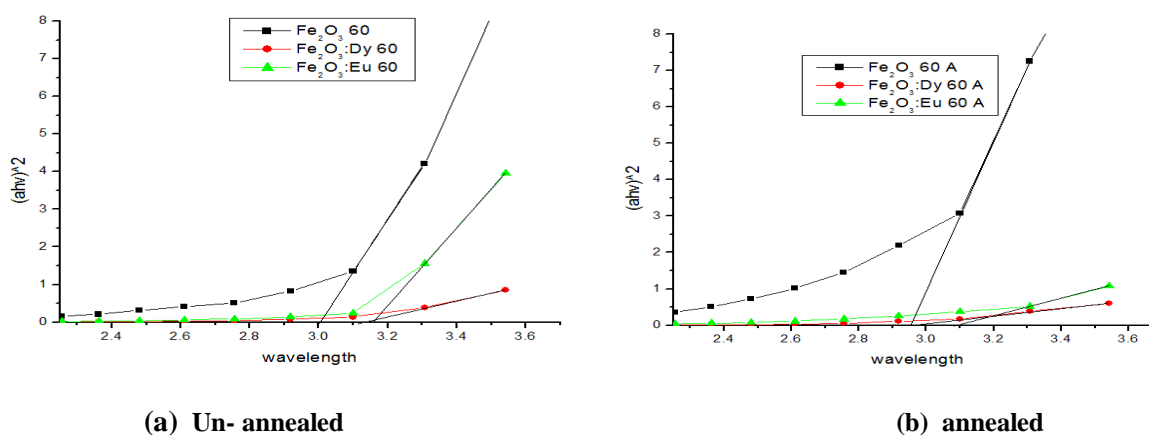 8
7
6
5
4
3
2
1
0
(ahv)^2
Fe2O3 60
Fe2O3:Dy 60
Fe2O3:Eu 60
2.4 2.6 2.8 3.0 3.2 3.4 3.6
wavelength
(a) Un- annealed
8
7
6
5
4
3
2
1
0
(ahv)^2
Fe2O3 60 A
Fe2O3:Dy 60 A
Fe2O3:Eu 60 A
2.4 2.6 2.8 3.0 3.2 3.4 3.6
wavelength
(b) annealed